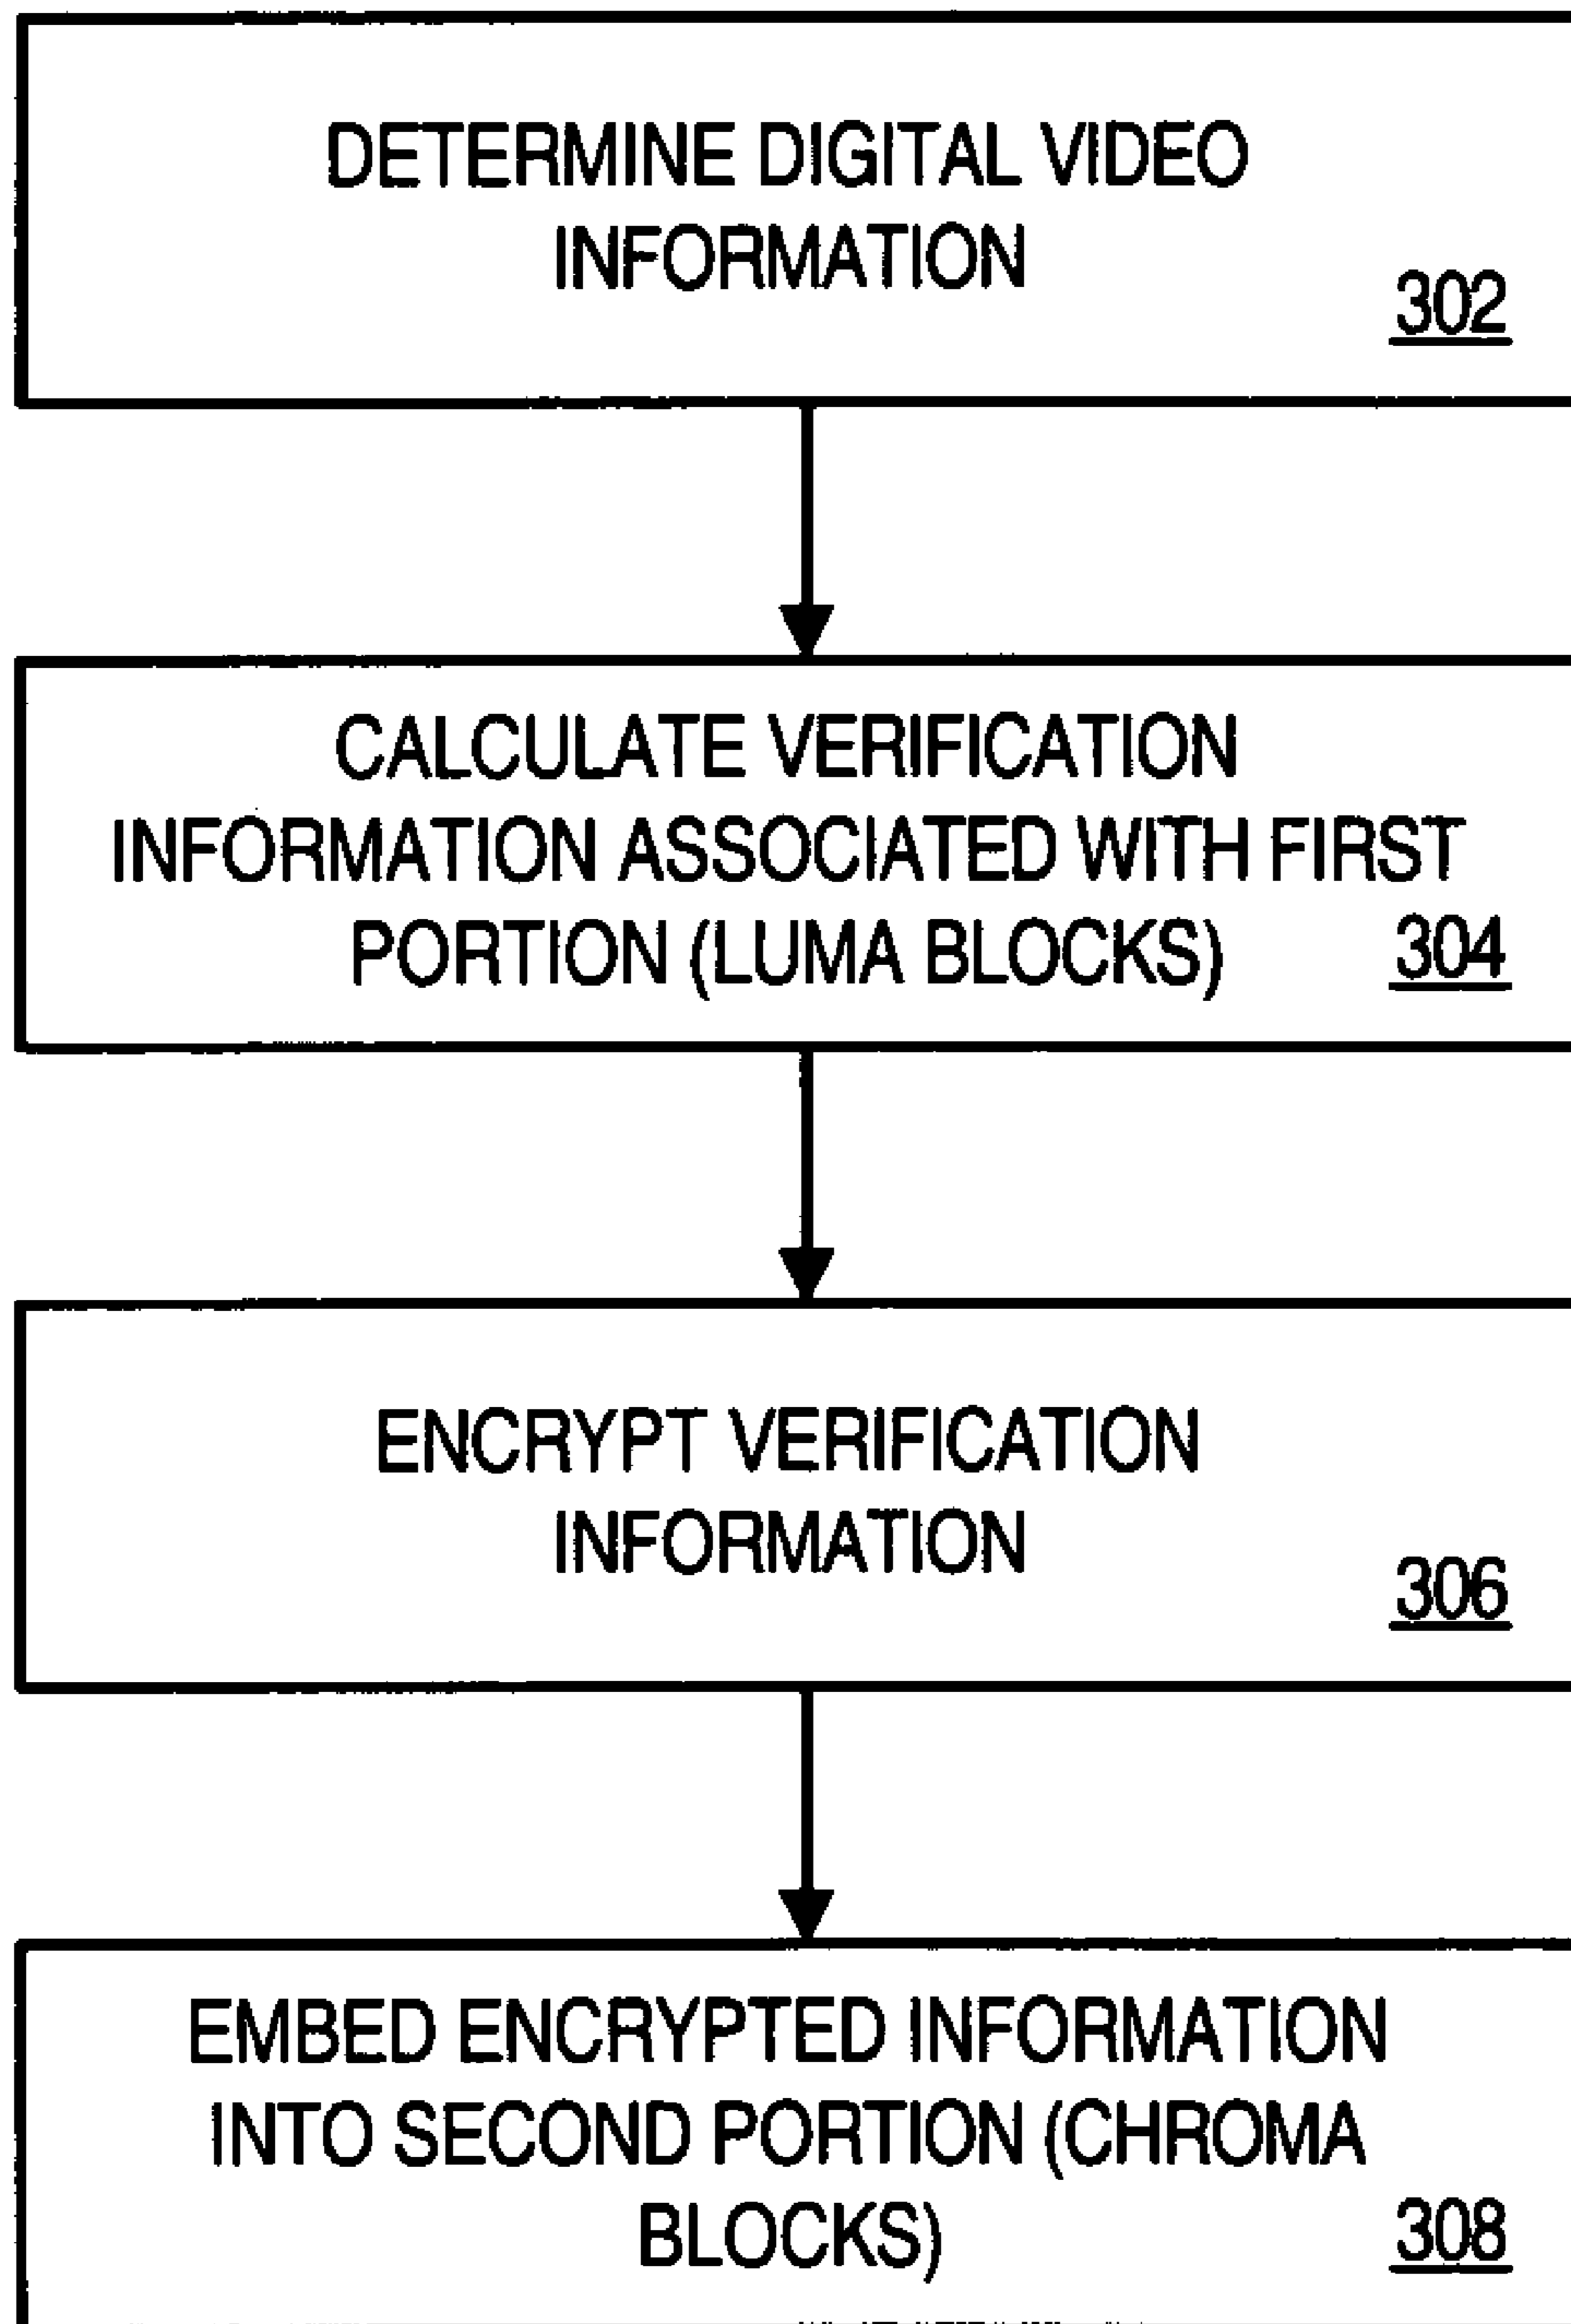 DETERMINE DIGITAL VIDEO
INFORMATION
302
CALCULATE VERIFICATION
INFORMATION ASSOCIATED WITH FIRST
PORTION (LUMA BLOCKS)
304
ENCRYPT VERIFICATION
INFORMATION
306
EMBED ENCRYPTED INFORMATION
INTO SECOND PORTION (CHROMA
BLOCKS)
308